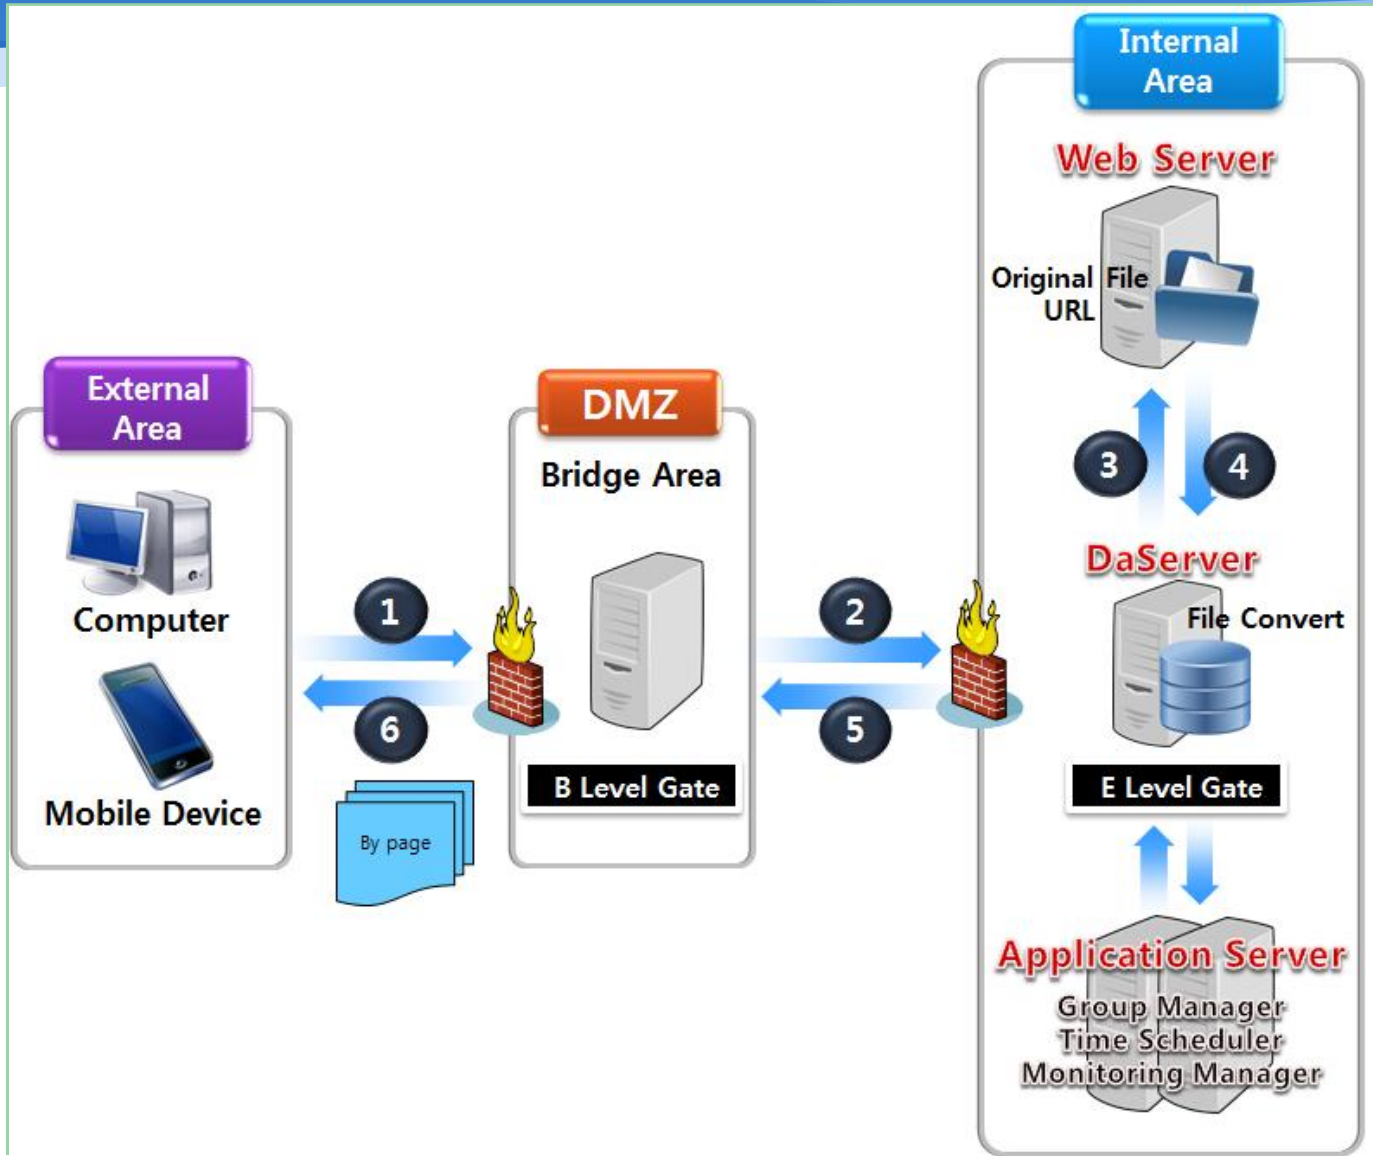 Internal
Area
Web Server
Original File
URL
External
Area
Computer
Mobile Device
1
6
By page
DMZ
Bridge Area
B Level Gate
2
5
3
4
DaServer
File Convert
E Level Gate
Application Server
Group Manager
Time Scheduler
Monitoring Manager